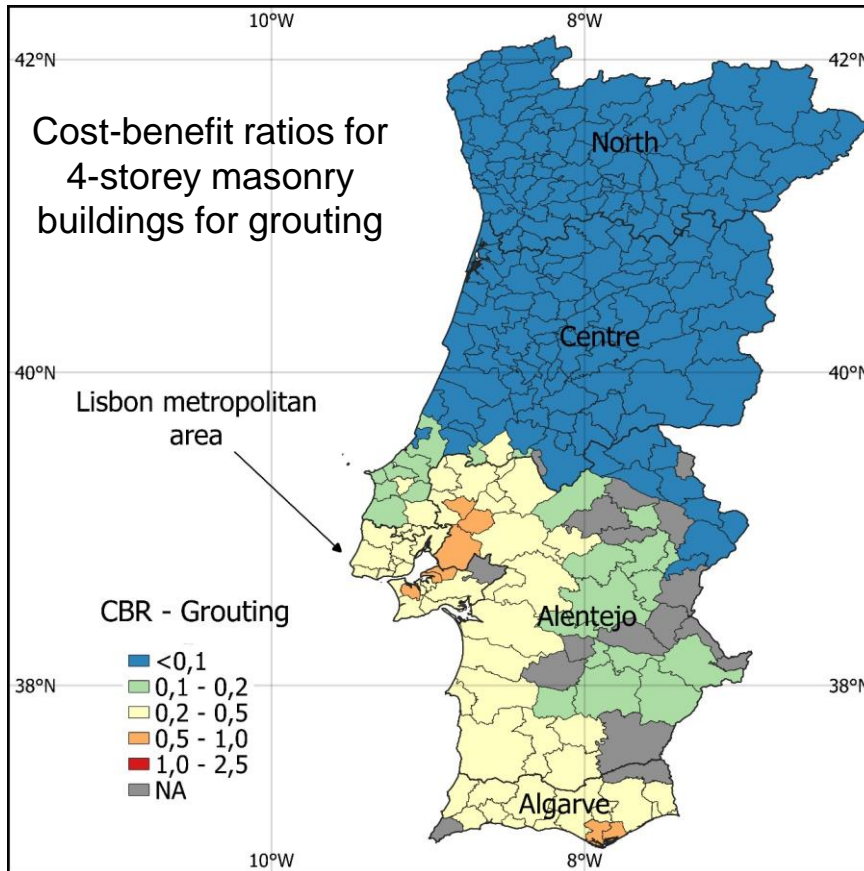 10°W
8°W
42°N
42°N
Cost-benefit ratios for
4-storey masonry
buildings for grouting
North
Centre
40°N
40°N
Lisbon metropolitan
area
CBR - Grouting
<0,1
0,1 - 0,2
0,2 - 0,5
0,5 - 1,0
1,0 - 2,5
NA
Alentejo
38°N
38°N
Algarve
10°W
8°W